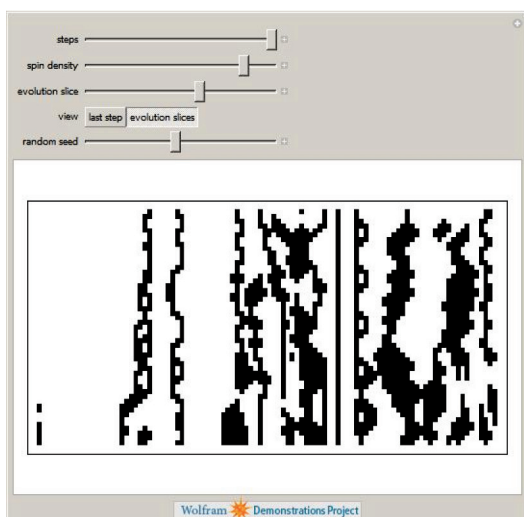 steps
spin density
evolution slice
view last step evolution slices
random seed
Wolfram Demonstrations Project